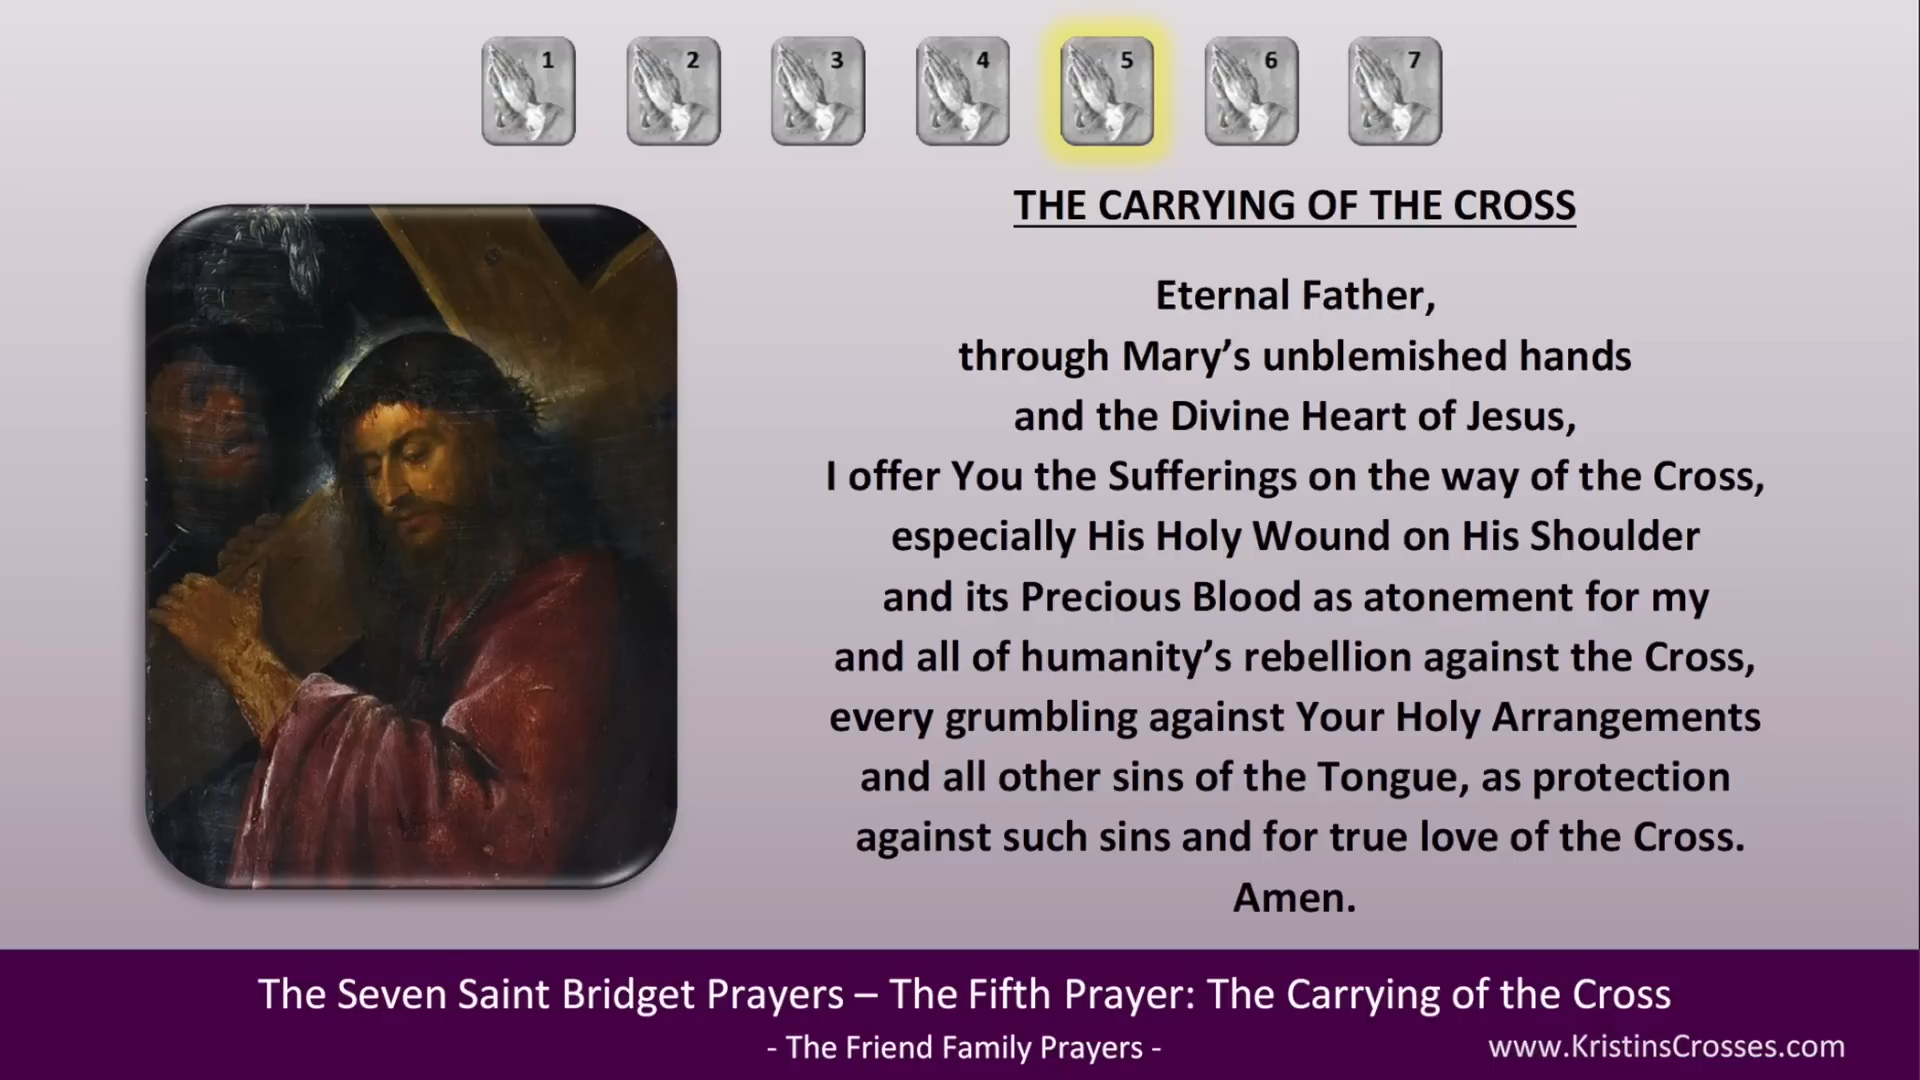 1 2 3 4 5 6 7
THE CARRYING OF THE CROSS
Eternal Father,
through Mary’s unblemished hands
and the Divine Heart of Jesus,
I offer You the Sufferings on the way of the Cross,
especially His Holy Wound on His Shoulder
and its Precious Blood as atonement for my
and all of humanity’s rebellion against the Cross,
every grumbling against Your Holy Arrangements
and all other sins of the Tongue, as protection
against such sins and for true love of the Cross.
Amen.
The Seven Saint Bridget Prayers – The Fifth Prayer: The Carrying of the Cross
- The Friend Family Prayers -
www.KristinsCrosses.com